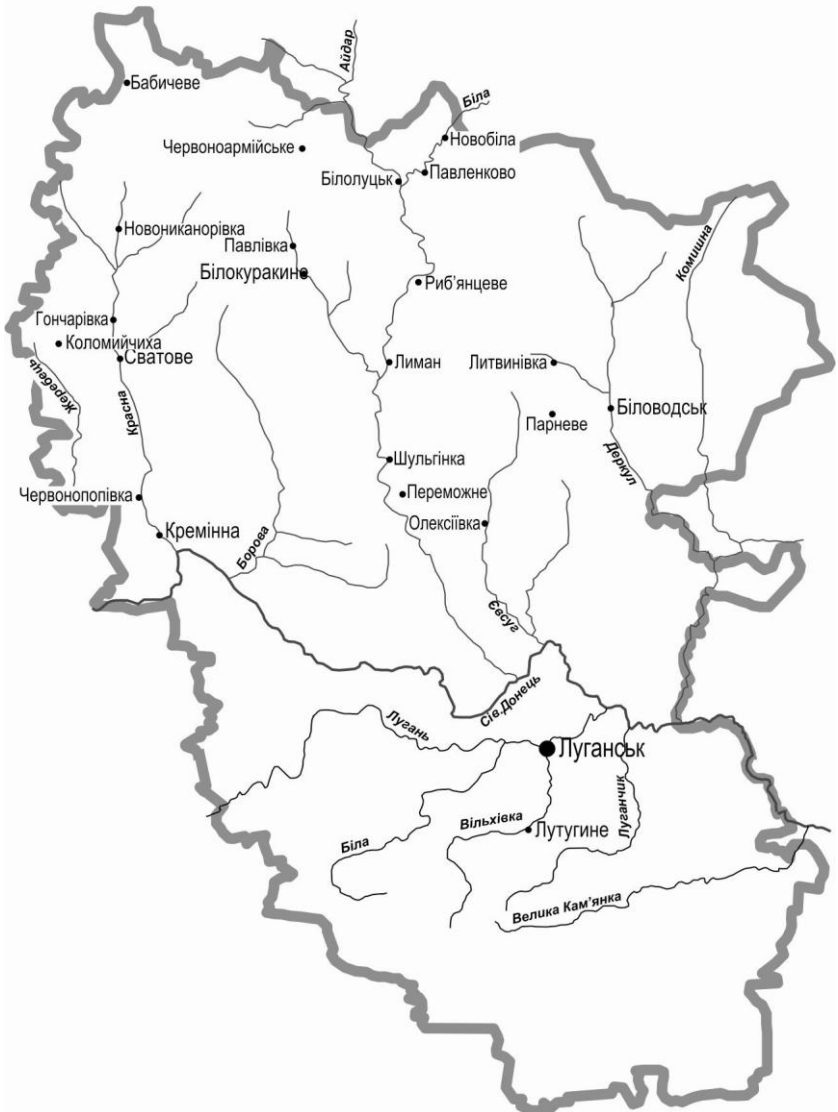 Айдар
Бабичеве
Біла
Новобіла
Червоноармійське
Павленково
Білолуцьк
Новониканорівка
Павлівка
Комишна
Білокуракине
Риб’янцеве
Гончарівка
Коломийчиха
Сватове
Лиман
Литвинівка
Жеребець
Красна
Біловодськ
Парневе
Деркул
Шульгінка
Червонопопівка
Переможне
Олексіївка
Кремінна
Борова
Євсуг
Сів.Донець
Лугань
Луганськ
Луганчик
Вільхівка
Лутугине
Біла
Велика Кам’янка